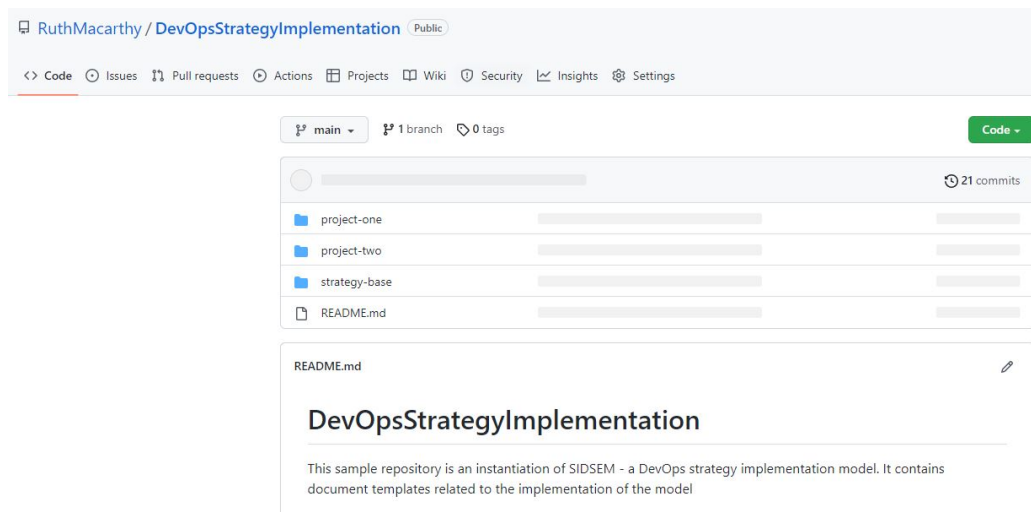 RuthMacarthy / DevOpsStrategyImplementation Public
Code Issues Pull requests Actions Projects Wiki Security Insights Settings
main 1 branch 0 tags Code
21 commits
project-one
project-two
strategy-base
README.md
README.md
DevOpsStrategyImplementation
This sample repository is an instantiation of SIDSEM - a DevOps strategy implementation model. It contains
document templates related to the implementation of the model